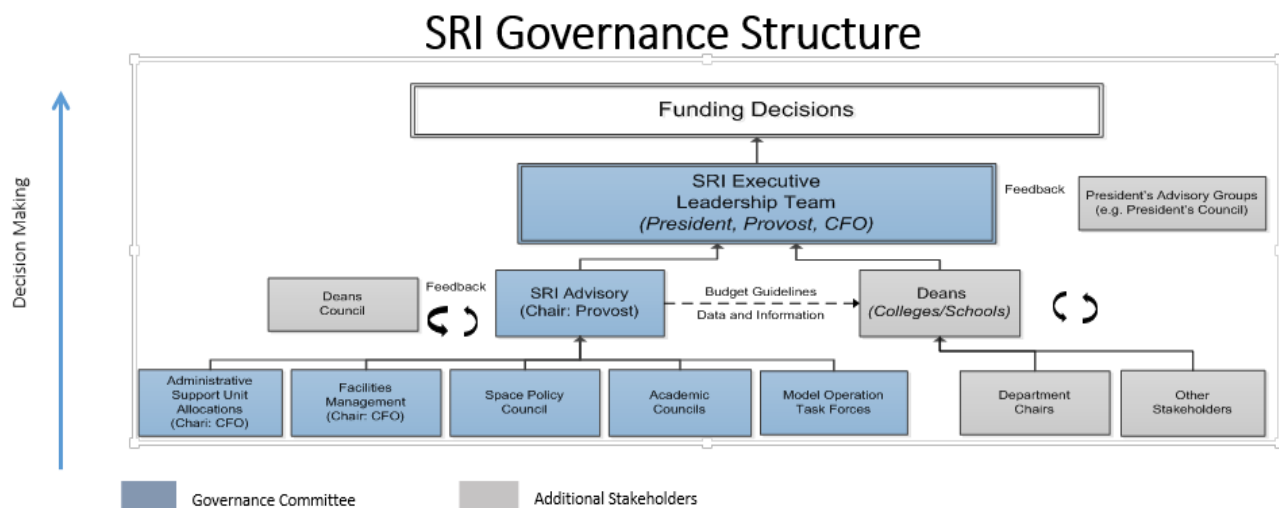 SRI Governance Structure
Funding Decisions
SRI Executive
Leadership Team
(President, Provost, CFO)
Feedback
President's Advisory Groups
(e.g. President's Council)
Decision Making
Deans
Council
Feedback
SRI Advisory
(Chair: Provost)
Budget Guidelines
Data and Information
Deans
(Colleges/Schools)
Administrative
Support Unit
Allocations
(Chari: CFO)
Facilities
Management
(Chair: CFO)
Space Policy
Council
Academic
Councils
Model Operation
Task Forces
Department
Chairs
Other
Stakeholders
Governance Committee
Additional Stakeholders